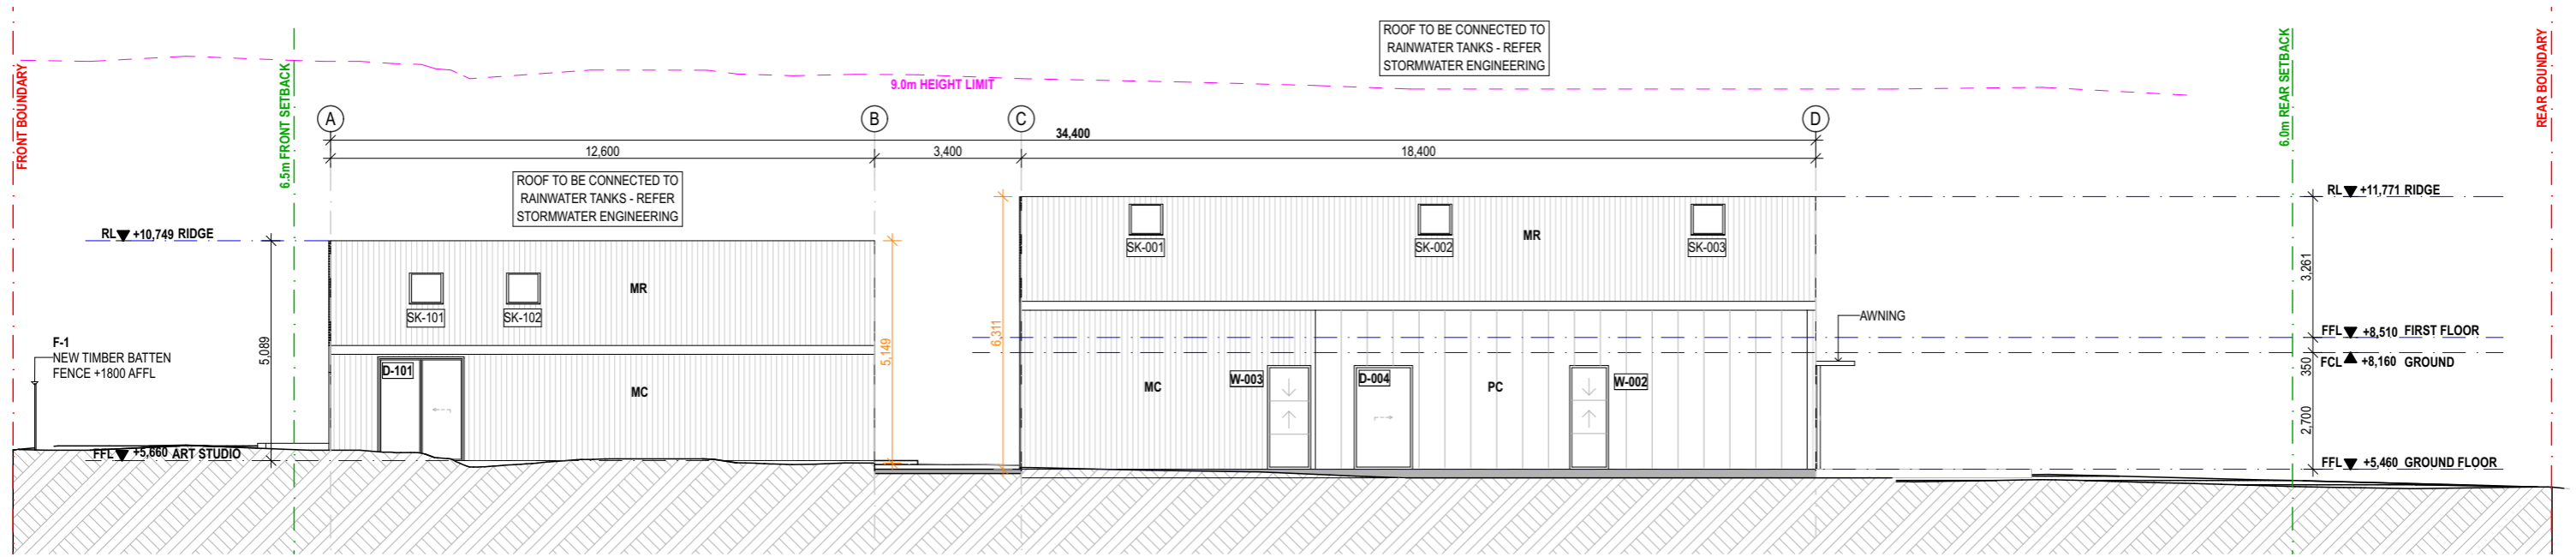 ROOF TO BE CONNECTED TO
RAINWATER TANKS - REFER
STORMWATER ENGINEERING
FRONT BOUNDARY
6.5m FRONT SETBACK
9.0m HEIGHT LIMIT
6.0m REAR SETBACK
REAR BOUNDARY
A
B
C
D
34,400
12,600
3,400
18,400
ROOF TO BE CONNECTED TO
RAINWATER TANKS - REFER
STORMWATER ENGINEERING
RL +11,771 RIDGE
RL +10,749 RIDGE
SK-001
SK-002
MR
SK-003
3,261
MR
SK-101
SK-102
AWNING
F-1
NEW TIMBER BATTEN
FENCE +1800 AFFL
5,089
5,149
6,311
FFL +8,510 FIRST FLOOR
350
FCL +8,160 GROUND
D-101
MC
MC
W-003
D-004
PC
W-002
2,700
FFL +5,660 ART STUDIO
FFL +5,460 GROUND FLOOR